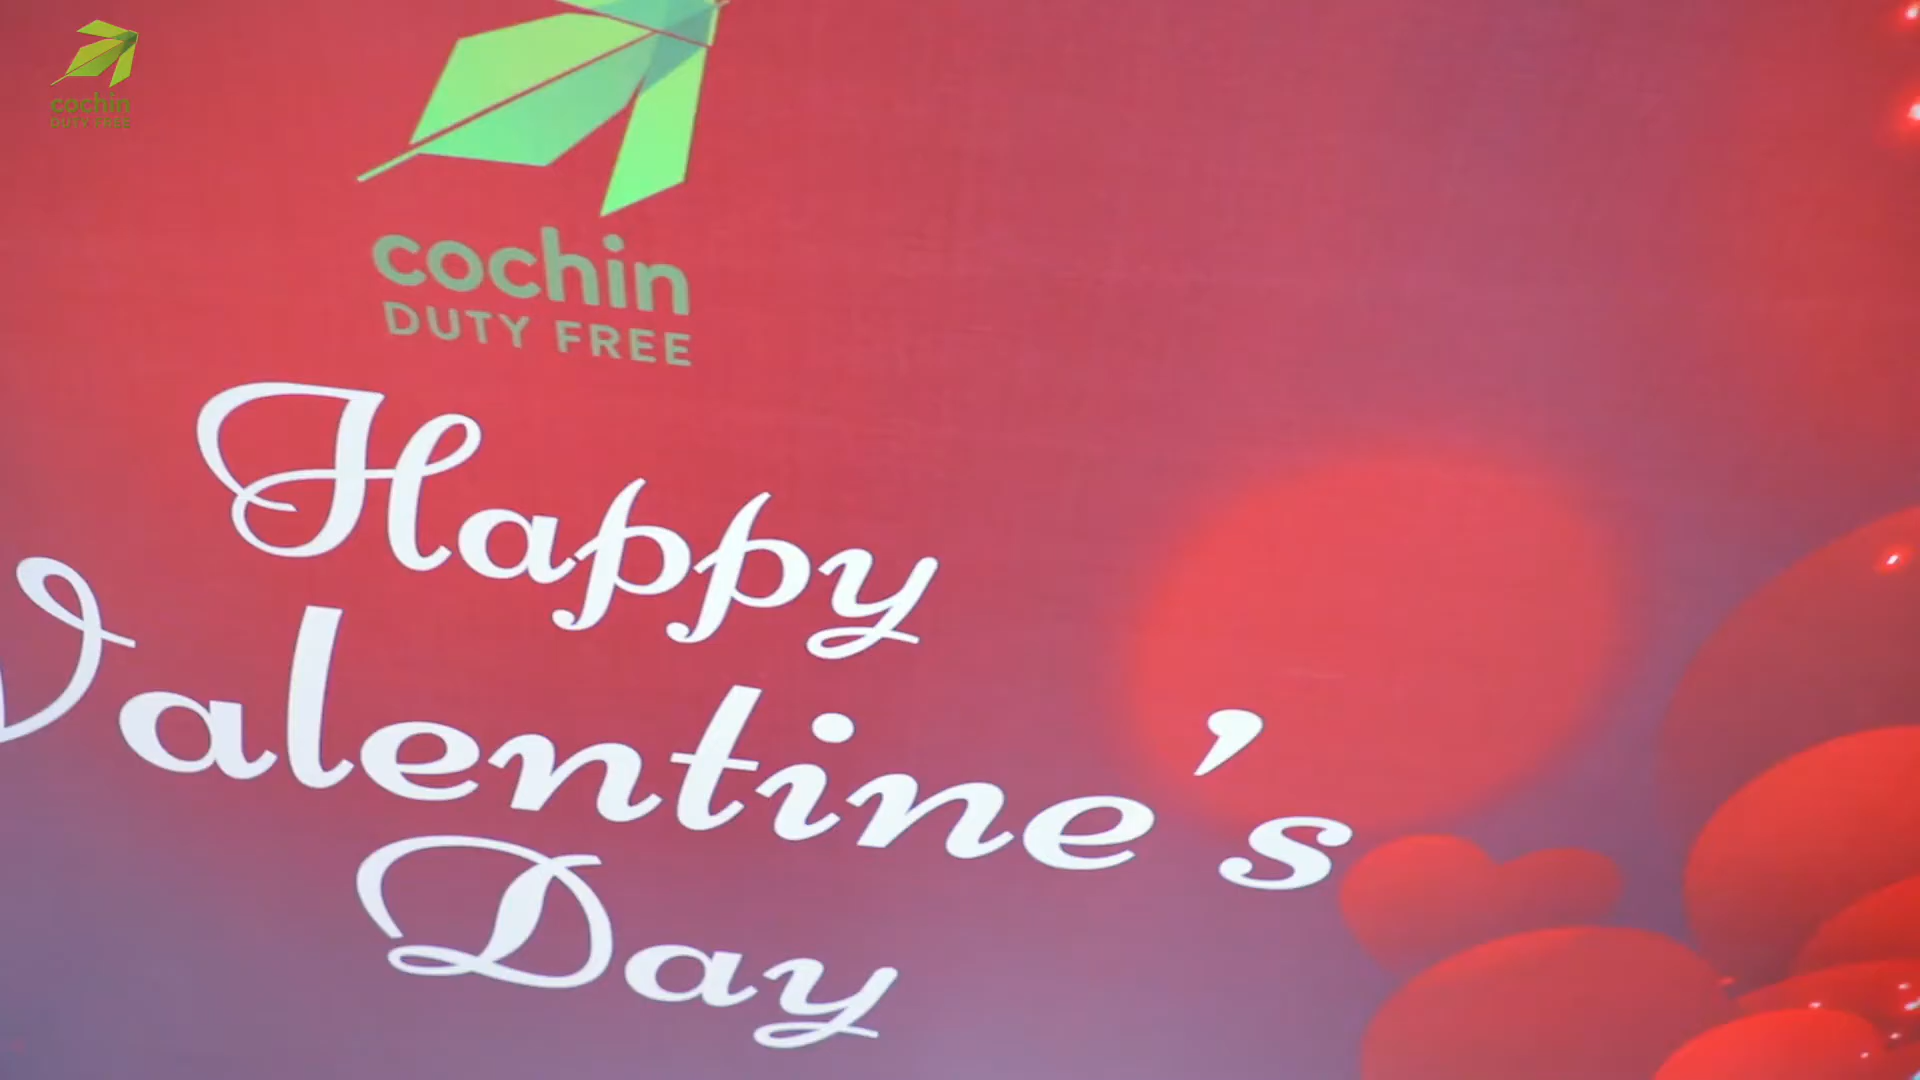 cochin
DUTY FREE
cochin
DUTY FREE
Happy
Valentine's
Day